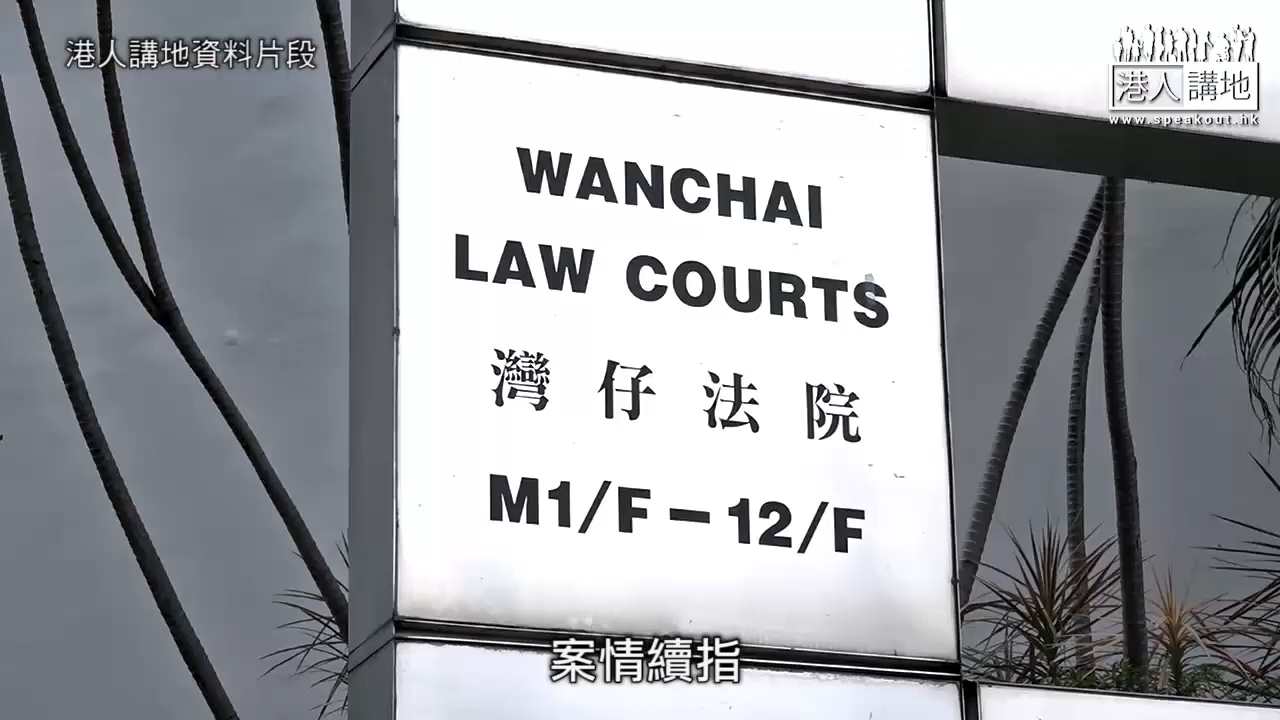 港人講地資料片段
港人講地
www.speakout.hk
WANCHAI
LAW COURTS
灣仔法院
M1/F－12/F
案情續指